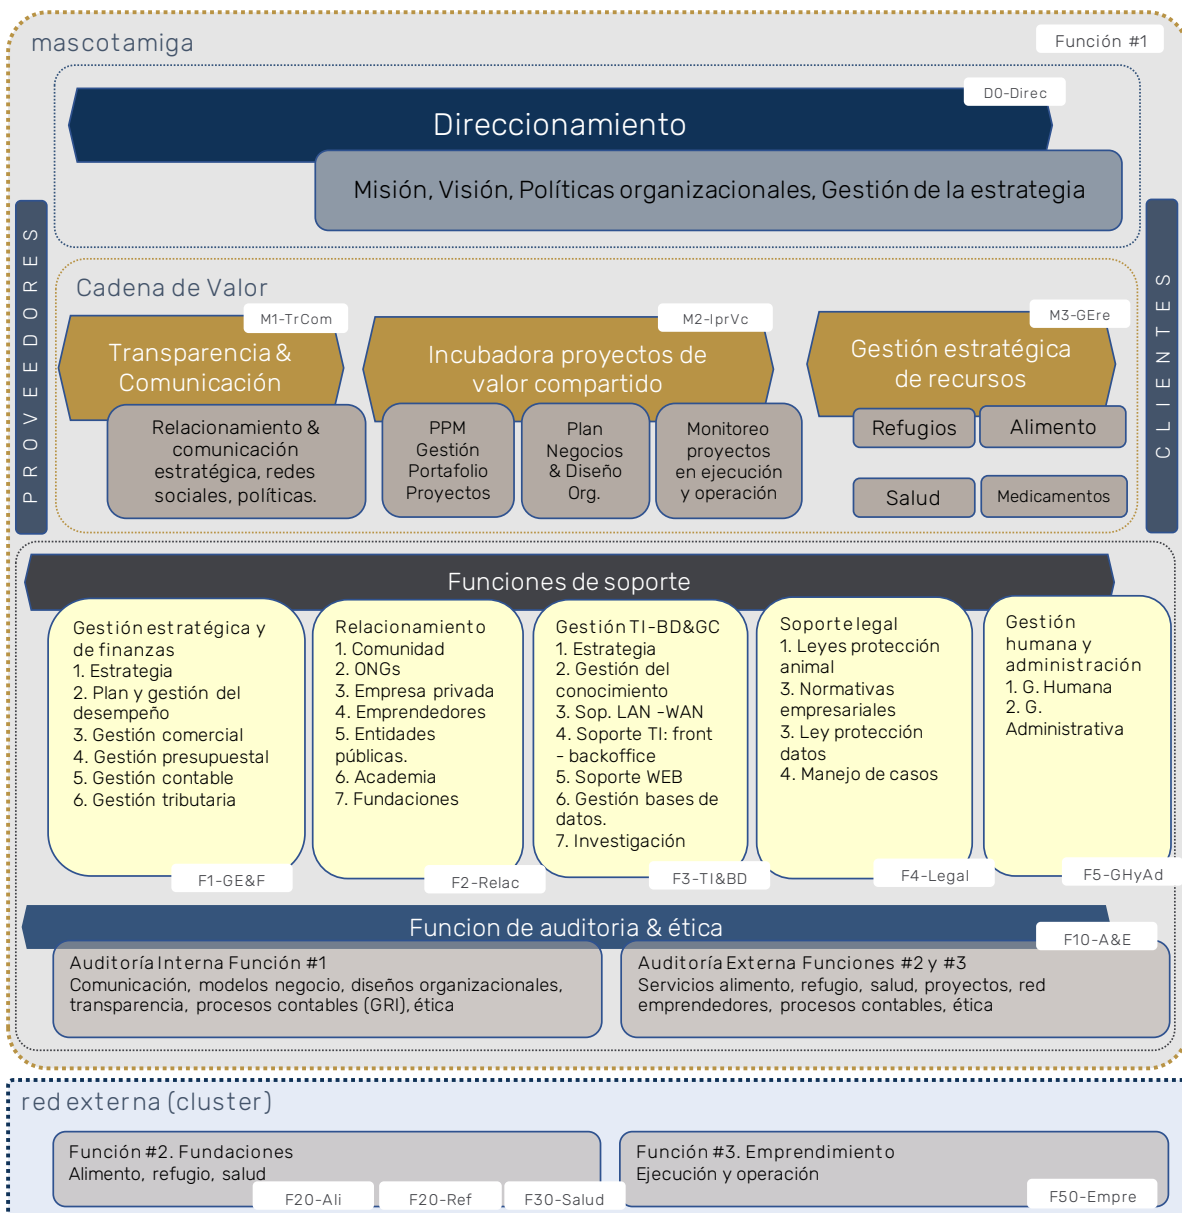 mascotamiga
Función #1
D0-Direc
Direccionamiento
Misión, Visión, Políticas organizacionales, Gestión de la estrategia
PROVEEDORES
CLIENTES
Cadena de Valor
M1-TrCom
Transparencia &
Comunicación
Relacionamiento &
comunicación
estratégica, redes
sociales, políticas.
M2-IprVc
Incubadora proyectos de
valor compartido
PPM
Gestión
Portafolio
Proyectos
Plan
Negocios
& Diseño
Org.
Monitoreo
proyectos
en ejecución
y operación
M3-GEre
Gestión estratégica
de recursos
Refugios
Alimento
Salud
Medicamentos
Funciones de soporte
Gestión estratégica y
de finanzas
1. Estrategia
2. Plan y gestión del
desempeño
3. Gestión comercial
4. Gestión presupuestal
5. Gestión contable
6. Gestión tributaria
F1-GE&F
Relacionamiento
1. Comunidad
2. ONGs
3. Empresa privada
4. Emprendedores
5. Entidades
públicas.
6. Academia
7. Fundaciones
F2-Relac
Gestión TI-BD&GC
1. Estrategia
2. Gestión del
conocimiento
3. Sop. LAN -WAN
4. Soporte TI: front
- backoffice
5. Soporte WEB
6. Gestión bases de
datos.
7. Investigación
F3-TI&BD
Soporte legal
1. Leyes protección
animal
3. Normativas
empresariales
3. Ley protección
datos
4. Manejo de casos
F4-Legal
Gestión
humana y
administración
1. G. Humana
2. G.
Administrativa
F5-GHyAd
Funcion de auditoria & ética
F10-A&E
Auditoría Interna Función #1
Comunicación, modelos negocio, diseños organizacionales,
transparencia, procesos contables (GRI), ética
Auditoría Externa Funciones #2 y #3
Servicios alimento, refugio, salud, proyectos, red
emprendedores, procesos contables, ética
red externa (cluster)
Función #2. Fundaciones
Alimento, refugio, salud
F20-Ali
F20-Ref
F30-Salud
Función #3. Emprendimiento
Ejecución y operación
F50-Empre